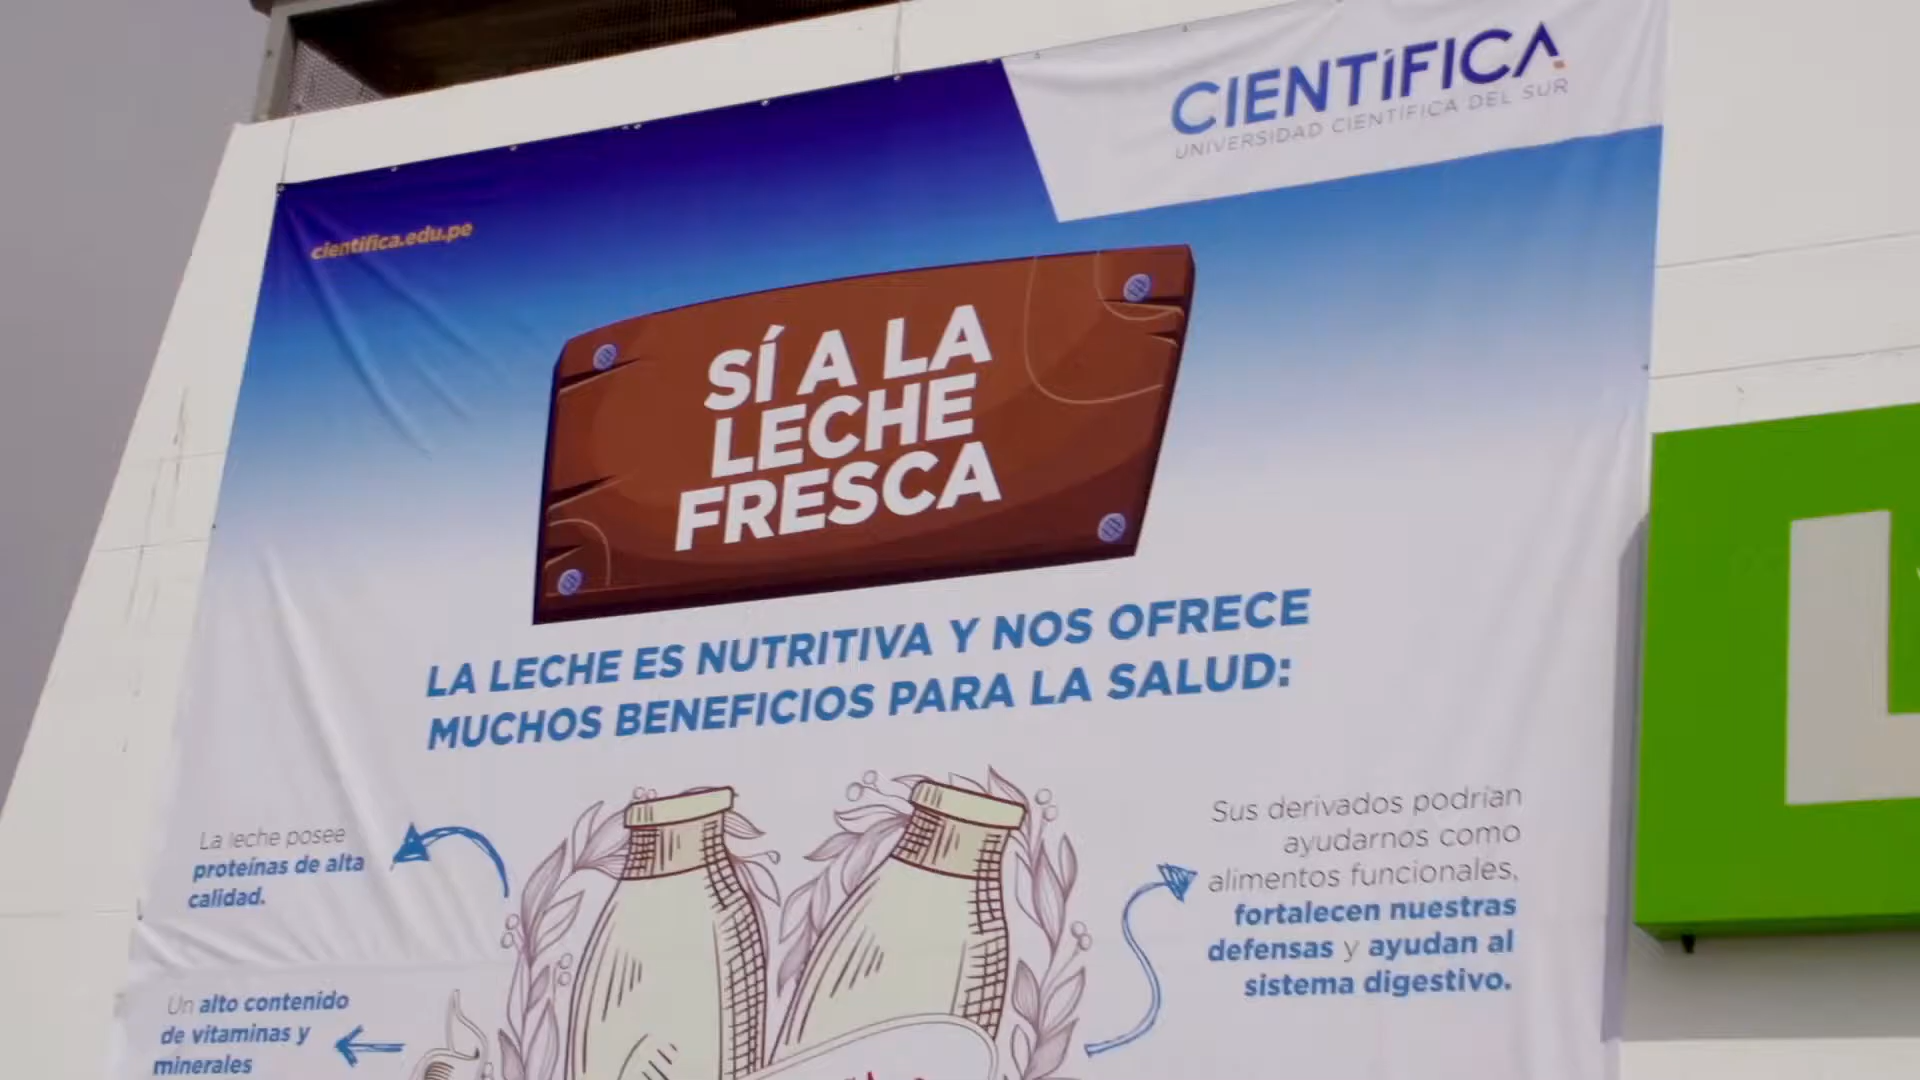 CIENTÍFICA
UNIVERSIDAD CIENTÍFICA DEL SUR
cientifica.edu.pe
SÍ A LA
LECHE
FRESCA
LA LECHE ES NUTRITIVA Y NOS OFRECE
MUCHOS BENEFICIOS PARA LA SALUD:
La leche posee
proteínas de alta
calidad.
Sus derivados podrían
ayudarnos como
alimentos funcionales,
fortalecen nuestras
defensas y ayudan al
sistema digestivo.
Un alto contenido
de vitaminas y
minerales